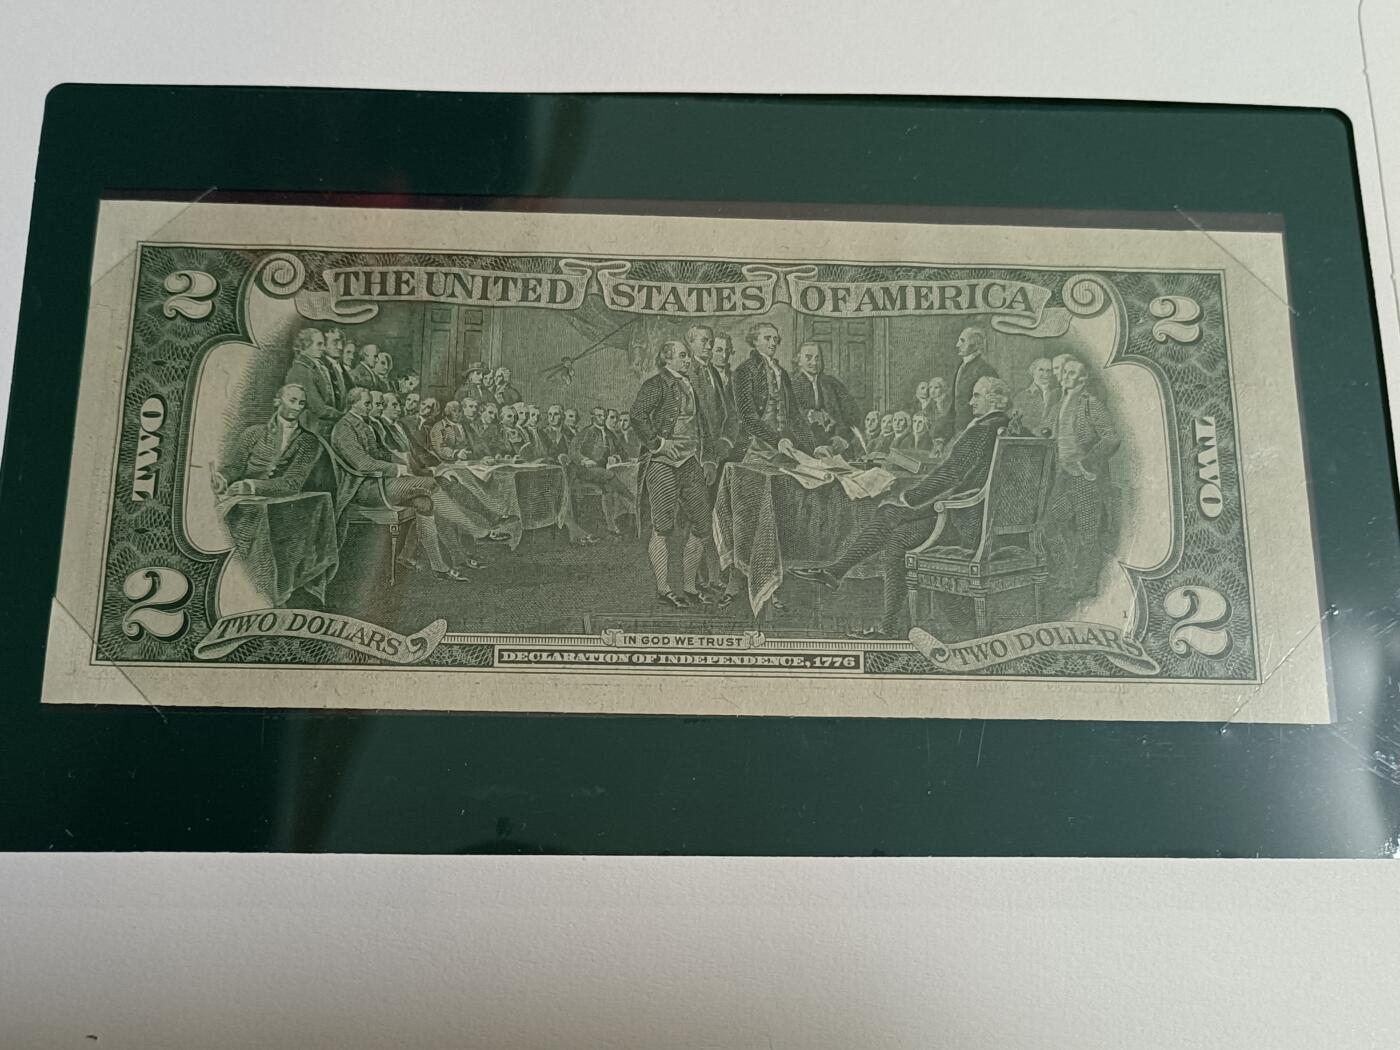 2 2
THE UNITED STATES OF AMERICA
TWO TWO
2 2
1
TWO DOLLARS TWO DOLLARS
IN GOD WE TRUST
DECLARATION OF INDEPENDENCE, 1776